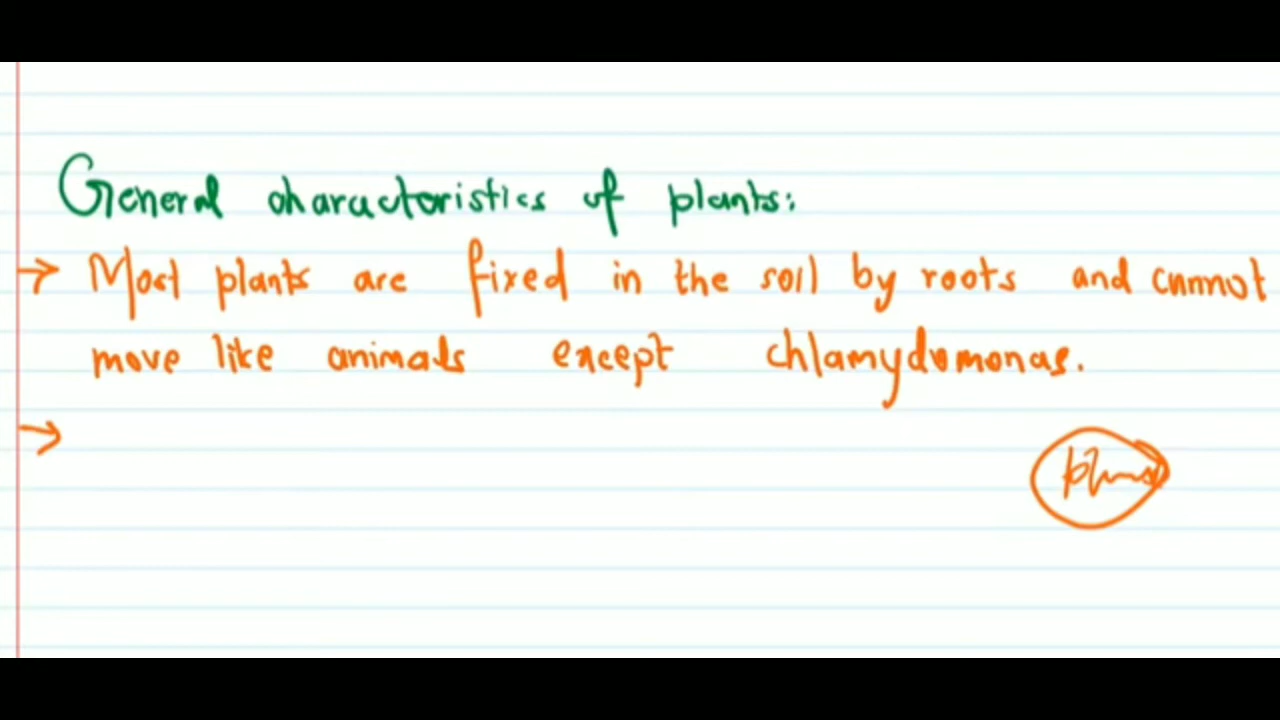 General characteristics of plants:
→ Most plants are fixed in the soil by roots and cannot
move like animals except chlamydomonas.
→